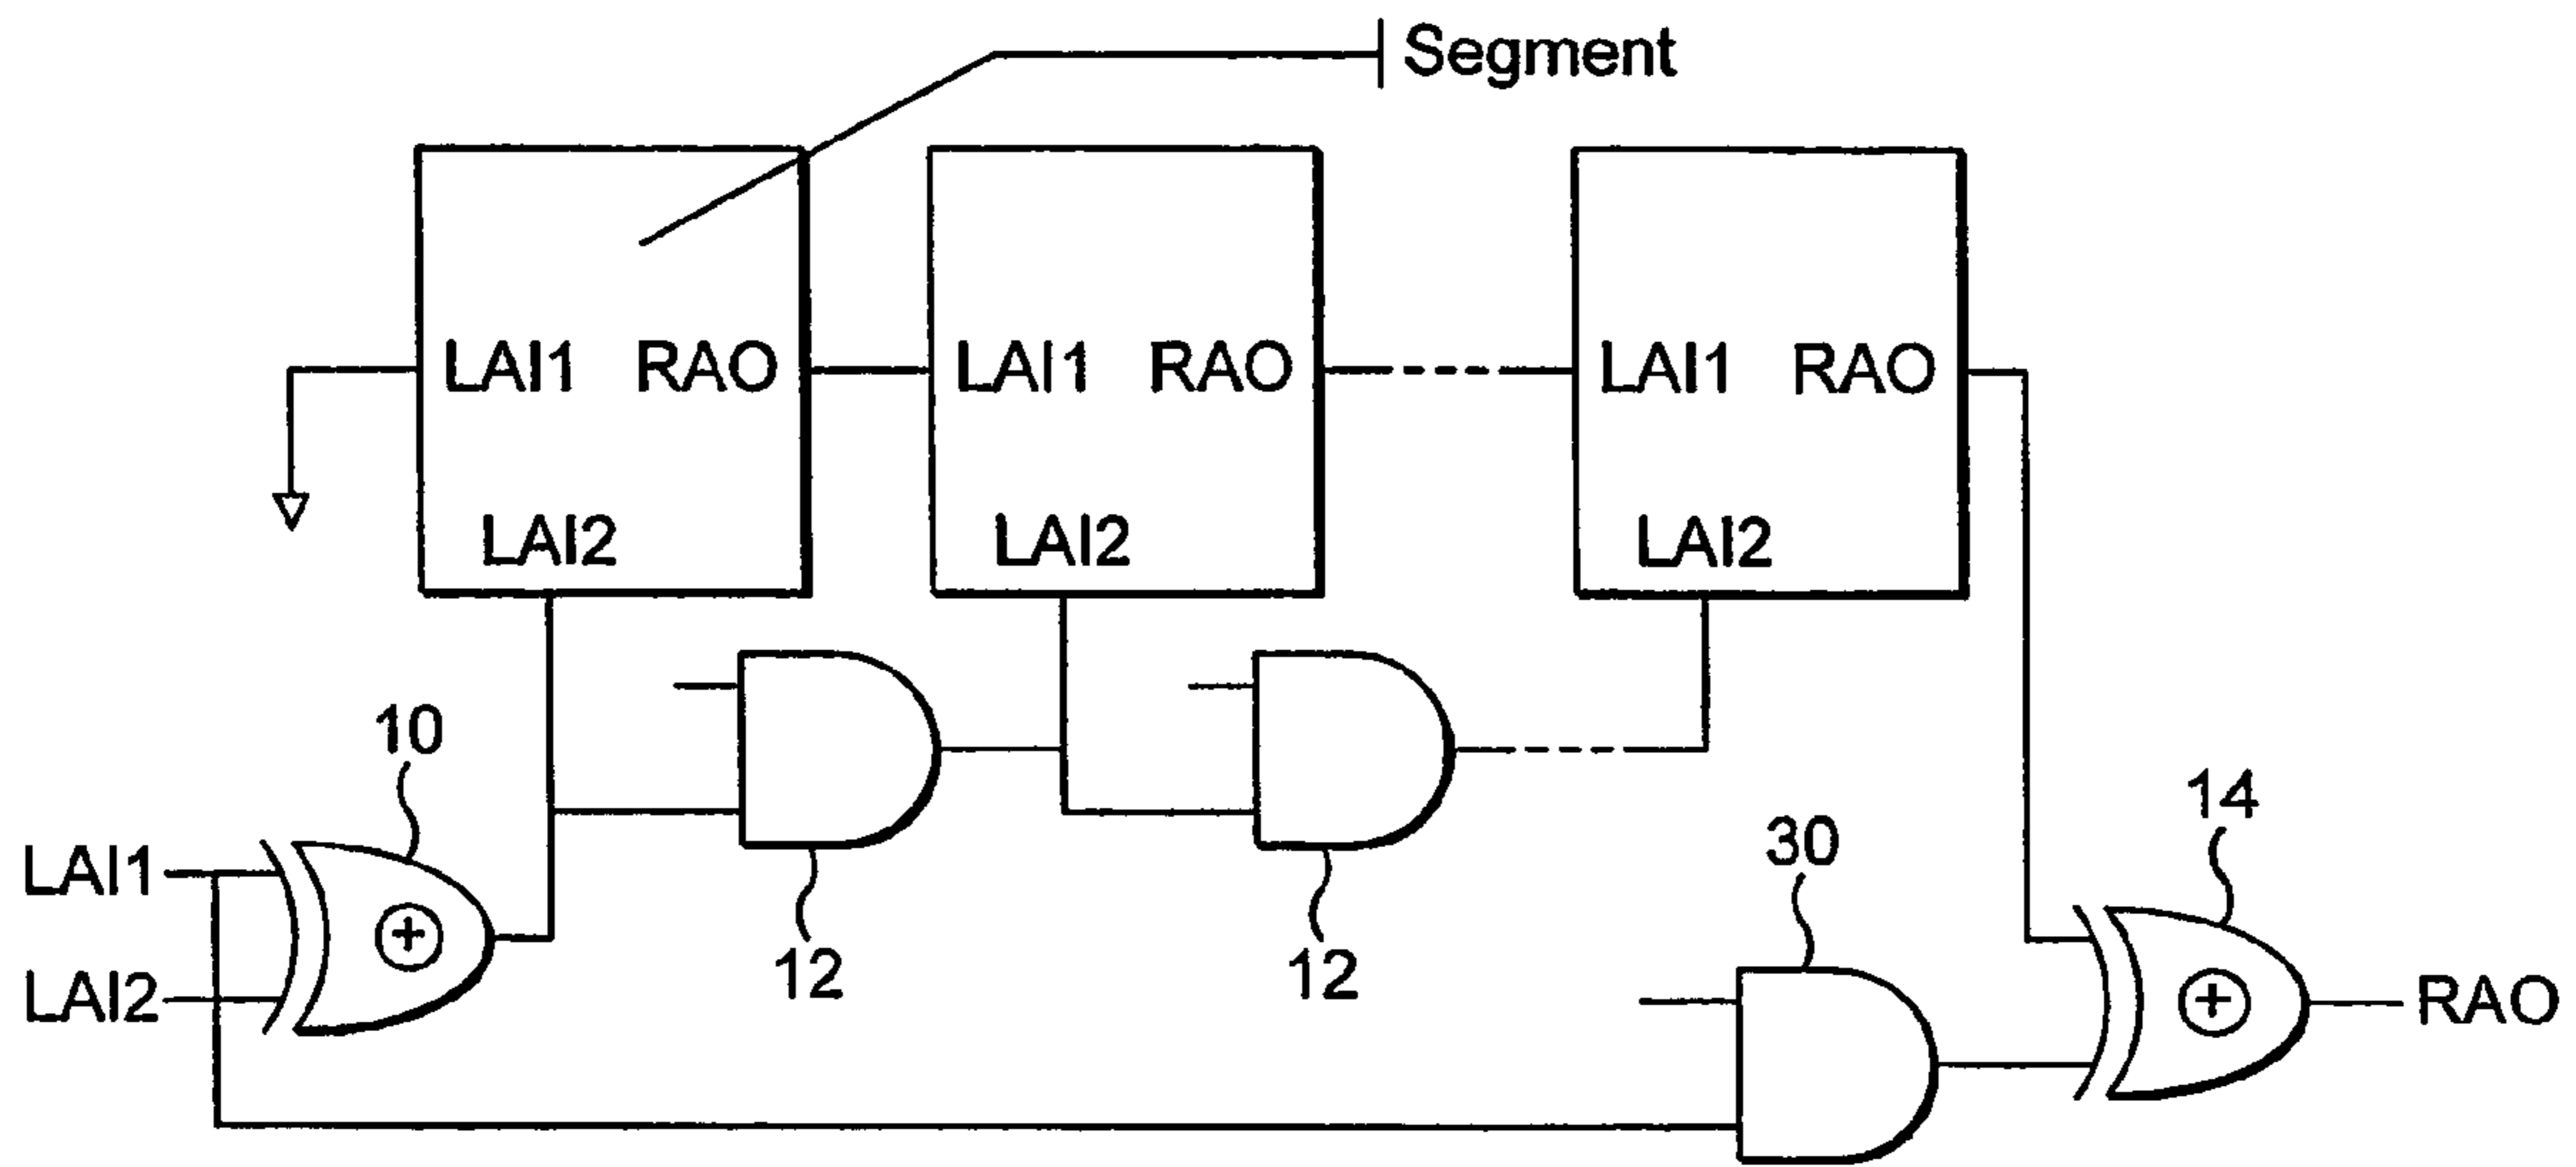 Segment
LAI1 RAO LAI1 RAO LAI1 RAO
LAI2 LAI2 LAI2
10
14
30
LAI1
12 12
LAI2 RAO